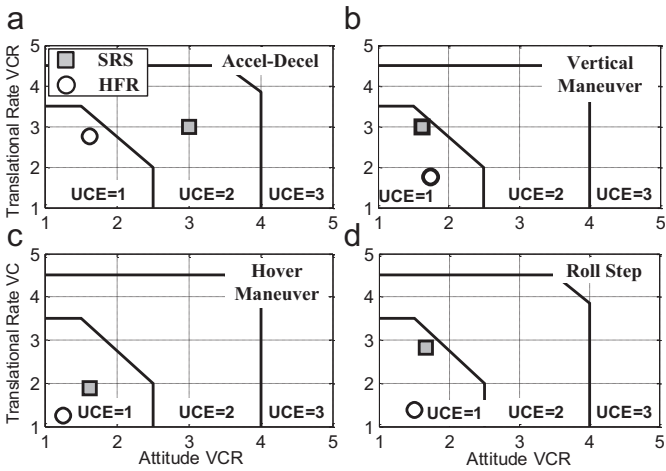 a
b
5
SRS
HFR
Accel-Decel
4
3
2
1
Translational Rate VCR
UCE=1
UCE=2
UCE=3
1
2
3
4
5
5
Vertical
Maneuver
4
3
2
1
UCE=1
UCE=2
UCE=3
1
2
3
4
5
c
d
5
Hover
Maneuver
4
3
2
1
Translational Rate VC
UCE=1
UCE=2
UCE=3
1
2
3
4
5
Attitude VCR
5
Roll Step
4
3
2
1
UCE=1
UCE=2
UCE=3
1
2
3
4
5
Attitude VCR